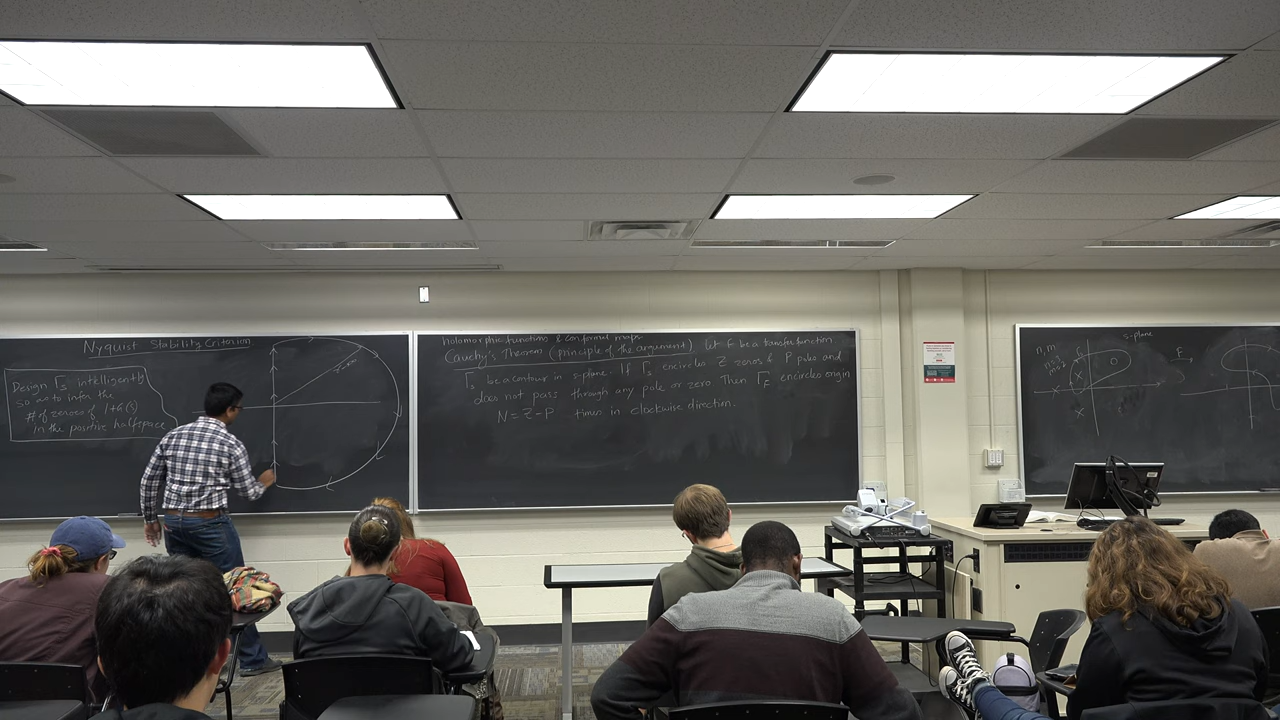 Nyquist Stability Criterion
Design Γs intelligently
so as to infer the
# of zeros of 1+G(s)
in the positive halfspace
holomorphic functions & conformal maps
Cauchy's Theorem (principle of the argument) Let F be a transfer function
Γs be a contour in s-plane. If Γs encircles Z zeros & P poles and
does not pass through any pole or zero Then ΓF encircles origin
N = Z-P times in clockwise direction.
s-plane
n, m
F